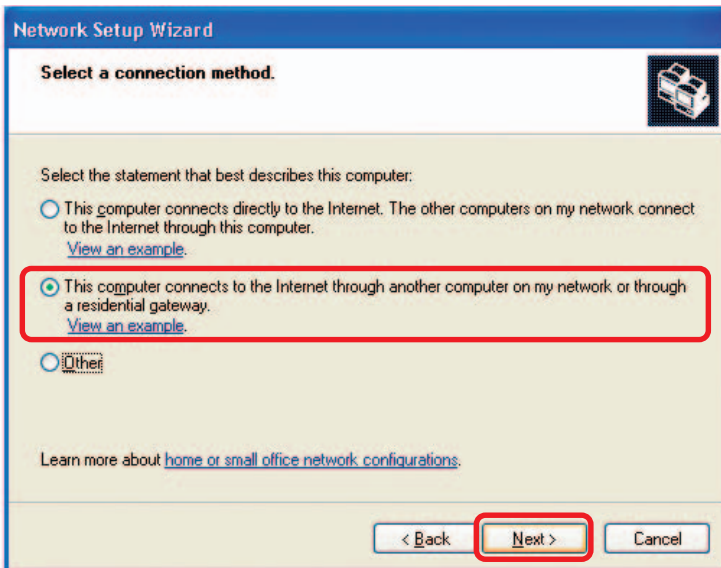 Network Setup Wizard
Select a connection method.
Select the statement that best describes this computer:
This computer connects directly to the Internet. The other computers on my network connect
to the Internet through this computer.
View an example.
This computer connects to the Internet through another computer on my network or through
a residential gateway.
View an example.
Other
Learn more about home or small office network configurations.
< Back
Next >
Cancel